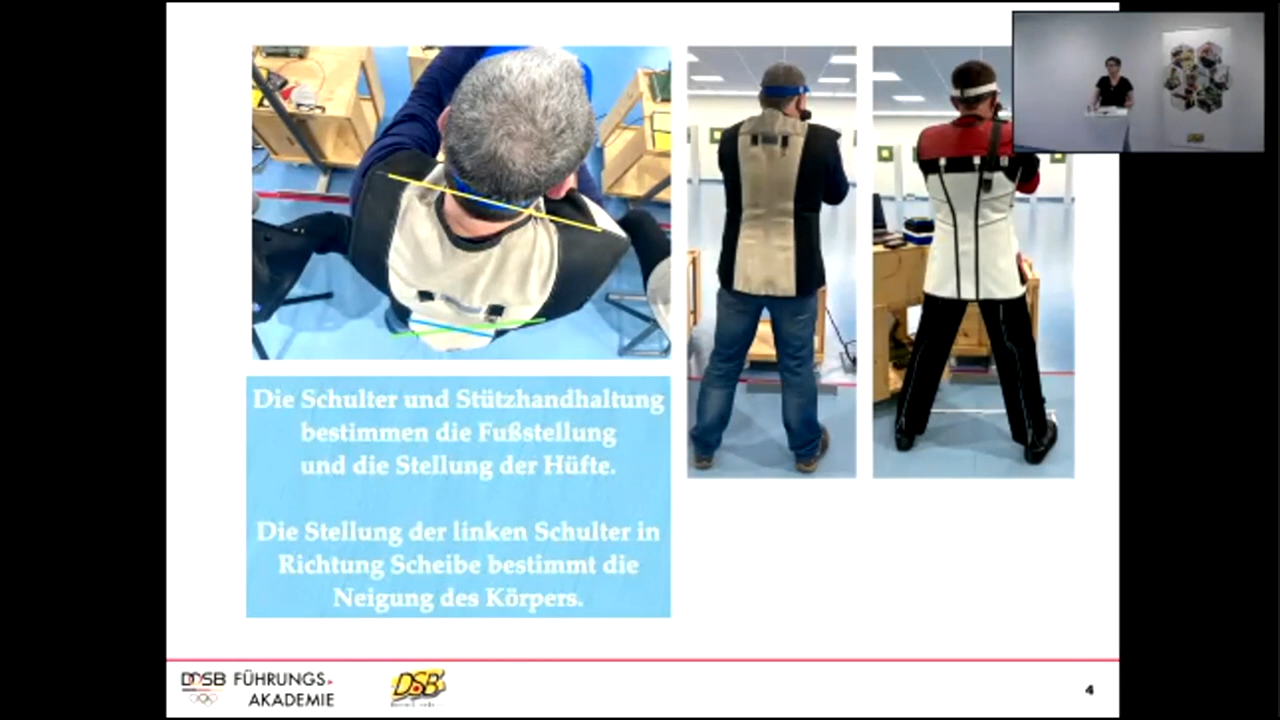 Die Schulter und Stützhandhaltung
bestimmen die Fußstellung
und die Stellung der Hüfte.
Die Stellung der linken Schulter in
Richtung Scheibe bestimmt die
Neigung des Körpers.
DOSB FÜHRUNGS-
AKADEMIE
DSB
4